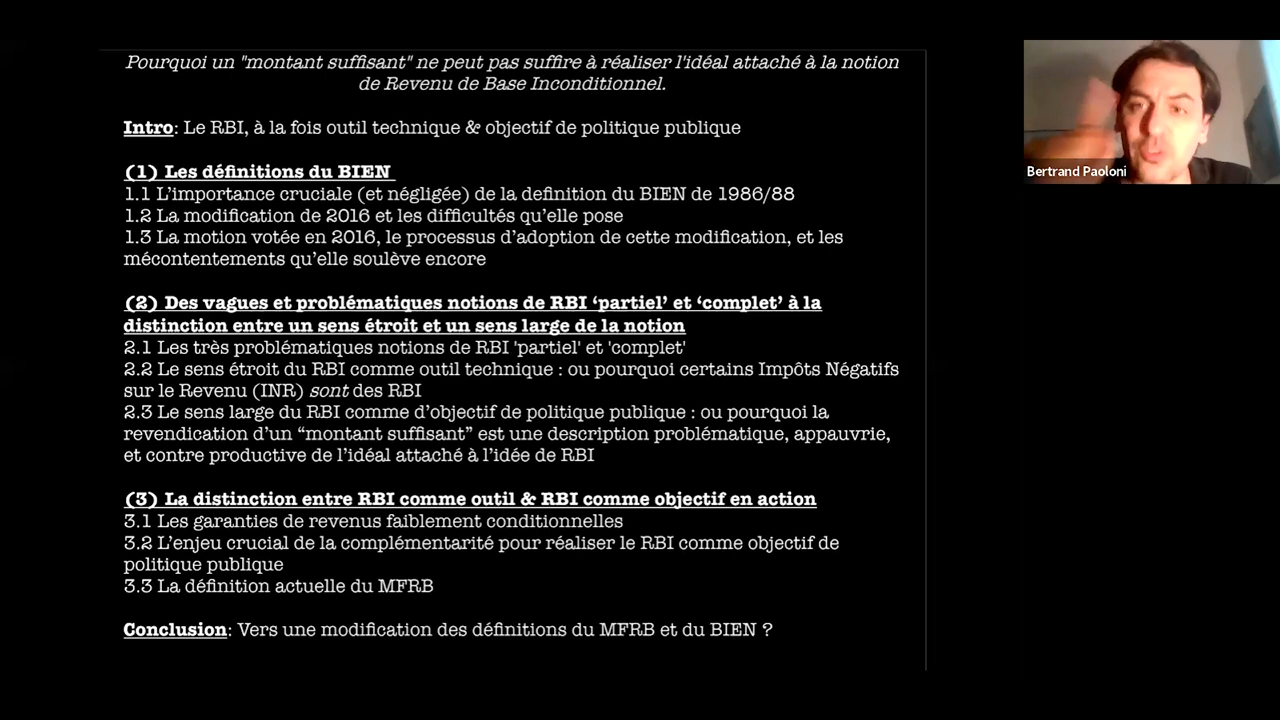 Pourquoi un "montant suffisant" ne peut pas suffire à réaliser l'idéal attaché à la notion
de Revenu de Base Inconditionnel.
Intro: Le RBI, à la fois outil technique & objectif de politique publique
(1) Les définitions du BIEN
1.1 L’importance cruciale (et négligée) de la definition du BIEN de 1986/88
1.2 La modification de 2016 et les difficultés qu’elle pose
1.3 La motion votée en 2016, le processus d’adoption de cette modification, et les
mécontentements qu’elle soulève encore
(2) Des vagues et problématiques notions de RBI ‘partiel’ et ‘complet’ à la
distinction entre un sens étroit et un sens large de la notion
2.1 Les très problématiques notions de RBI 'partiel' et 'complet'
2.2 Le sens étroit du RBI comme outil technique : ou pourquoi certains Impôts Négatifs
sur le Revenu (INR) sont des RBI
2.3 Le sens large du RBI comme d’objectif de politique publique : ou pourquoi la
revendication d’un “montant suffisant” est une description problématique, appauvrie,
et contre productive de l’idéal attaché à l’idée de RBI
(3) La distinction entre RBI comme outil & RBI comme objectif en action
3.1 Les garanties de revenus faiblement conditionnelles
3.2 L’enjeu crucial de la complémentarité pour réaliser le RBI comme objectif de
politique publique
3.3 La définition actuelle du MFRB
Conclusion: Vers une modification des définitions du MFRB et du BIEN ?
Bertrand Paoloni